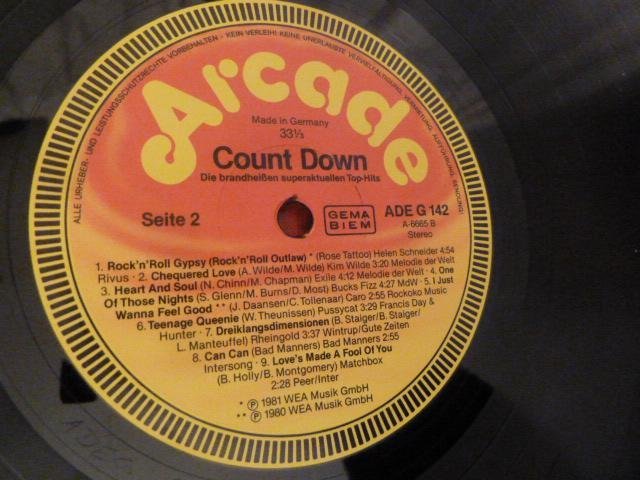 ALLE URHEBER- UND LEISTUNGSSCHUTZRECHTE VORBEHALTEN - KEIN VERLEIH! KEINE UNERLAUBTE VERVIELFÄLTIGUNG, VERMIETUNG, AUFFÜHRUNG, SENDUNG!
Arcade
Made in Germany
33⅓
Count Down
Die brandheißen superaktuellen Top-Hits
Seite 2
GEMA
BIEM
ADE G 142
A-6665 B
Stereo
1. Rock'n'Roll Gypsy (Rock'n'Roll Outlaw) * (Rose Tattoo) Helen Schneider 4:54
Rivus · 2. Chequered Love (A. Wilde/M. Wilde) Kim Wilde 3:20 Melodie der Welt
3. Heart And Soul (N. Chinn/M. Chapman) Exile 4:12 Melodie der Welt · 4. One
Of Those Nights (S. Glenn/M. Burns/D. Most) Bucks Fizz 4:27 MdW · 5. I Just
Wanna Feel Good ** (J. Daansen/C. Tollenaar) Caro 2:55 Rockoko Music
6. Teenage Queenie (W. Theunissen) Pussycat 3:29 Francis Day &
Hunter · 7. Dreiklangsdimensionen (B. Staiger/B. Staiger/
L. Manteuffel) Rheingold 3:37 Wintrup/Gute Zeiten
8. Can Can (Bad Manners) Bad Manners 2:55
Intersong · 9. Love's Made A Fool Of You
(B. Holly/B. Montgomery) Matchbox
2:28 Peer/Inter
* ℗ 1981 WEA Musik GmbH
** ℗ 1980 WEA Musik GmbH